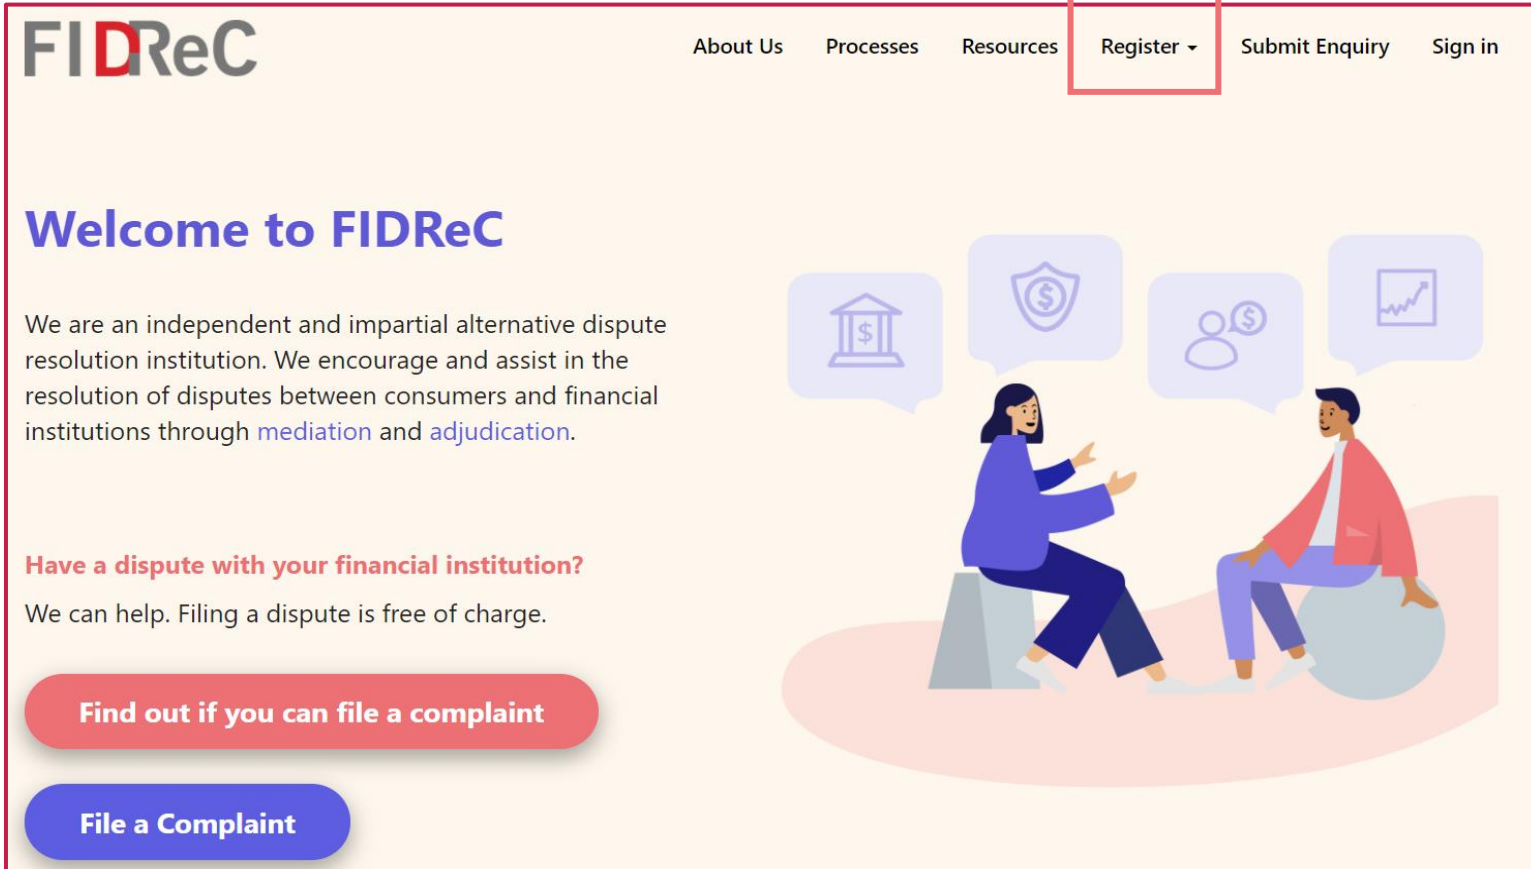 FIDReC
About Us Processes Resources Register Submit Enquiry Sign in
Welcome to FIDReC
We are an independent and impartial alternative dispute
resolution institution. We encourage and assist in the
resolution of disputes between consumers and financial
institutions through mediation and adjudication.
Have a dispute with your financial institution?
We can help. Filing a dispute is free of charge.
Find out if you can file a complaint
File a Complaint